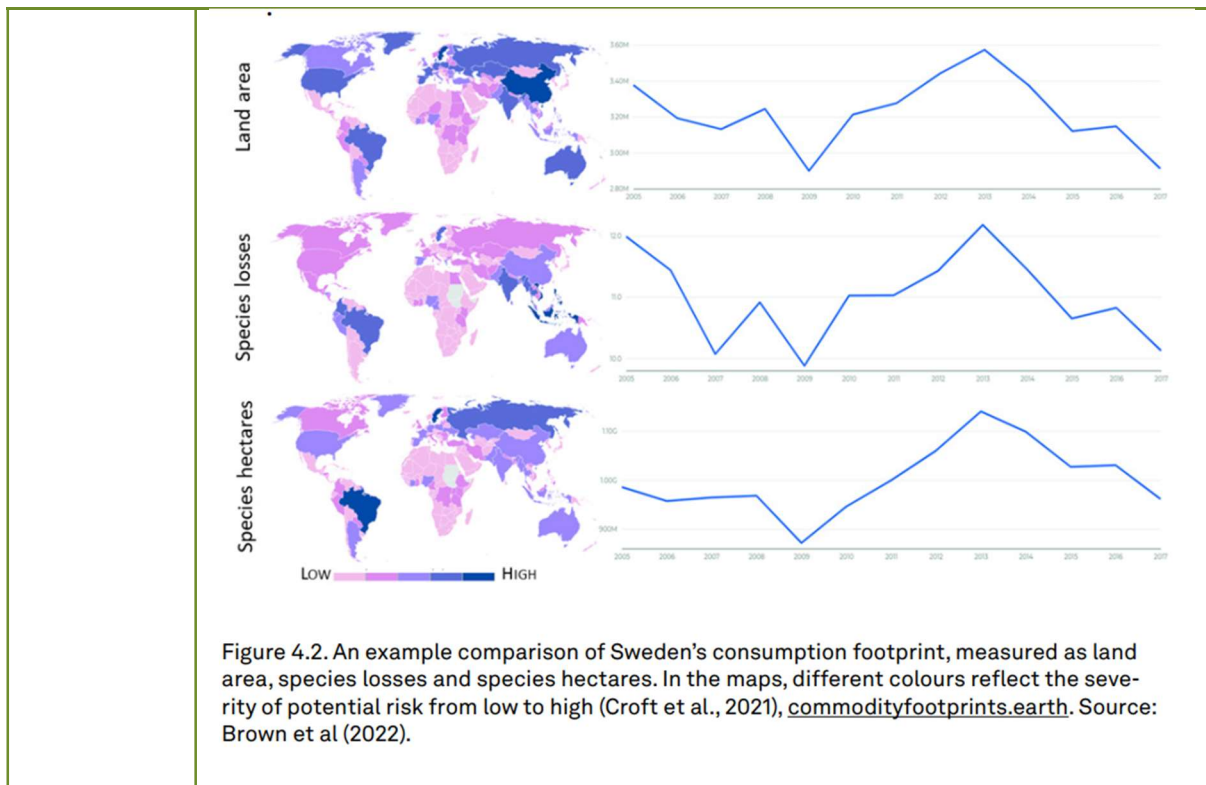 Land area
3.60M
3.40M
3.20M
3.00M
2.80M
2005 2006 2007 2008 2009 2010 2011 2012 2013 2014 2015 2016 2017
Species losses
12.0
11.0
10.0
2005 2006 2007 2008 2009 2010 2011 2012 2013 2014 2015 2016 2017
Species hectares
1.10G
1.00G
900M
2005 2006 2007 2008 2009 2010 2011 2012 2013 2014 2015 2016 2017
LOW HIGH
Figure 4.2. An example comparison of Sweden’s consumption footprint, measured as land
area, species losses and species hectares. In the maps, different colours reflect the seve-
rity of potential risk from low to high (Croft et al., 2021), commodityfootprints.earth. Source:
Brown et al (2022).